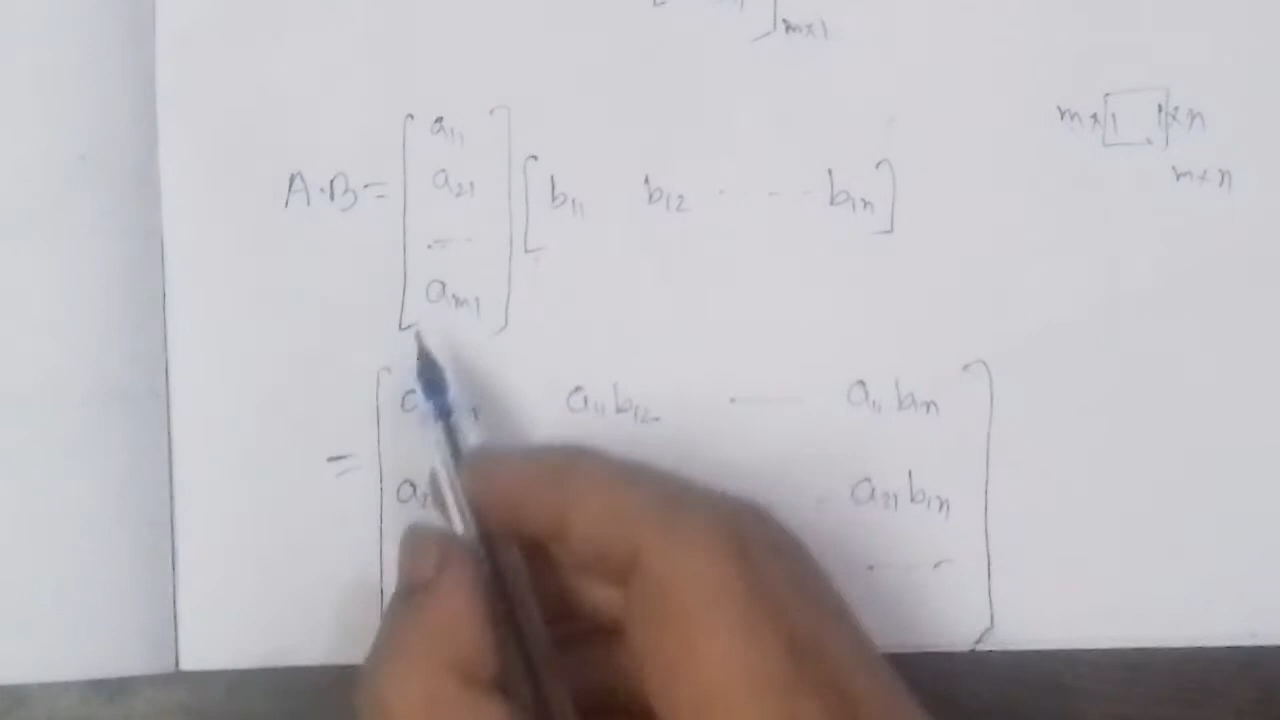 m×1
m×1 1×n
m×n
A·B = [a₁₁ a₂₁ ... aₘ₁] [b₁₁ b₁₂ ... b₁ₙ]
= [ a₁₁b₁₂ ... a₁₁b₁ₙ
a₂₁b₁ₙ
... ]